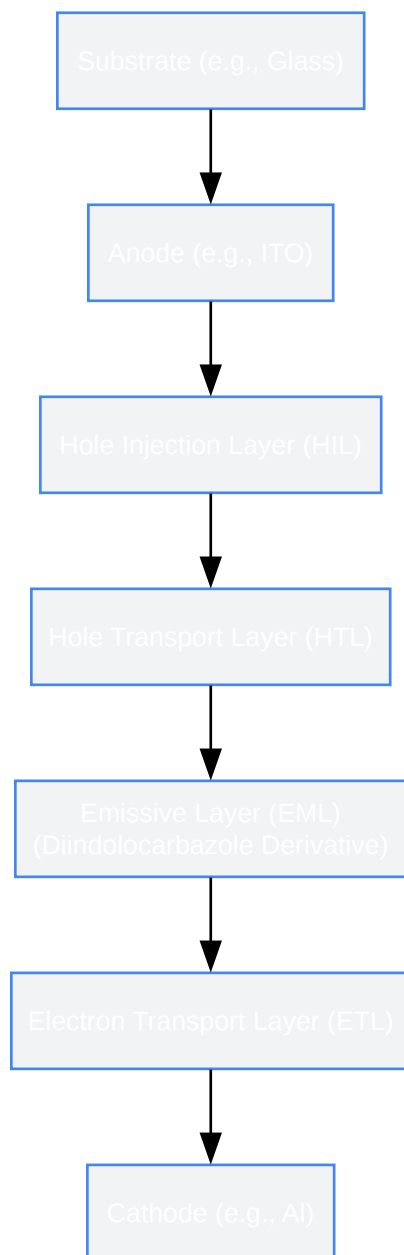 Substrate (e.g., Glass)
Anode (e.g., ITO)
Hole Injection Layer (HIL)
Hole Transport Layer (HTL)
Emissive Layer (EML)
(Diindolocarbazole Derivative)
Electron Transport Layer (ETL)
Cathode (e.g., Al)